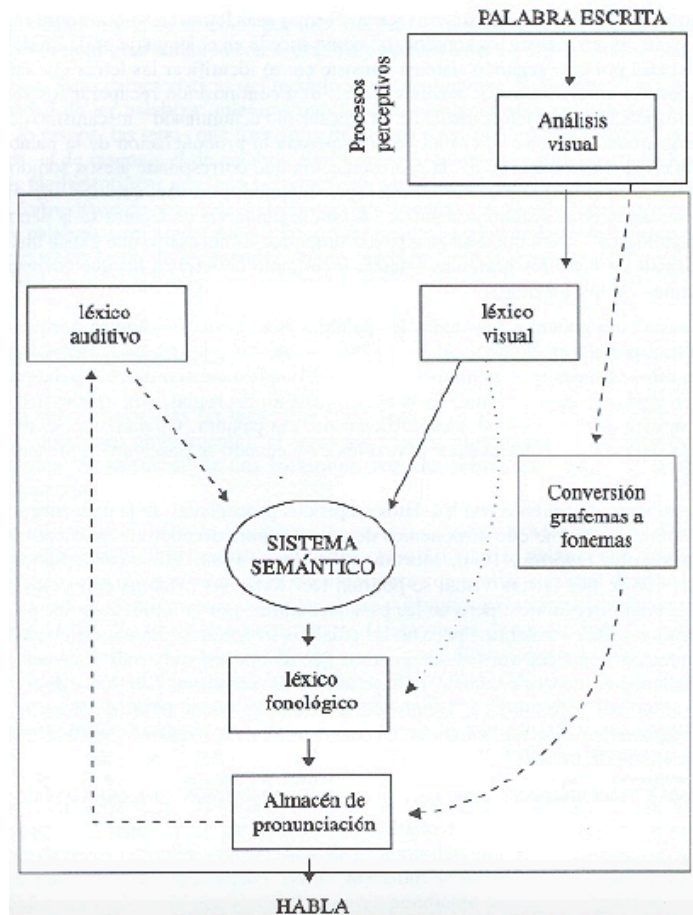 PALABRA ESCRITA
Procesos
perceptivos
Análisis
visual
léxico
auditivo
léxico
visual
Conversión
grafemas a
fonemas
SISTEMA
SEMÁNTICO
léxico
fonológico
Almacén de
pronunciación
HABLA